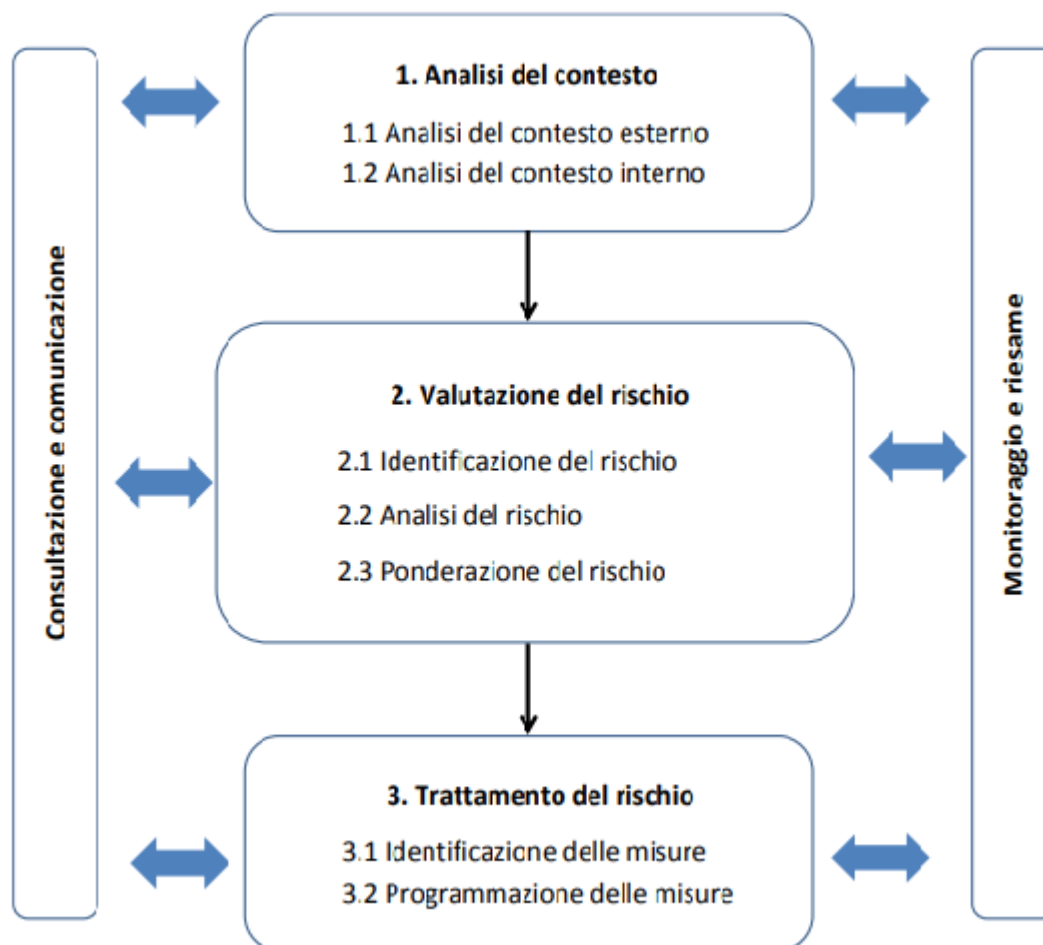 Consultazione e comunicazione
1. Analisi del contesto
1.1 Analisi del contesto esterno
1.2 Analisi del contesto interno
2. Valutazione del rischio
2.1 Identificazione del rischio
2.2 Analisi del rischio
2.3 Ponderazione del rischio
3. Trattamento del rischio
3.1 Identificazione delle misure
3.2 Programmazione delle misure
Monitoraggio e riesame